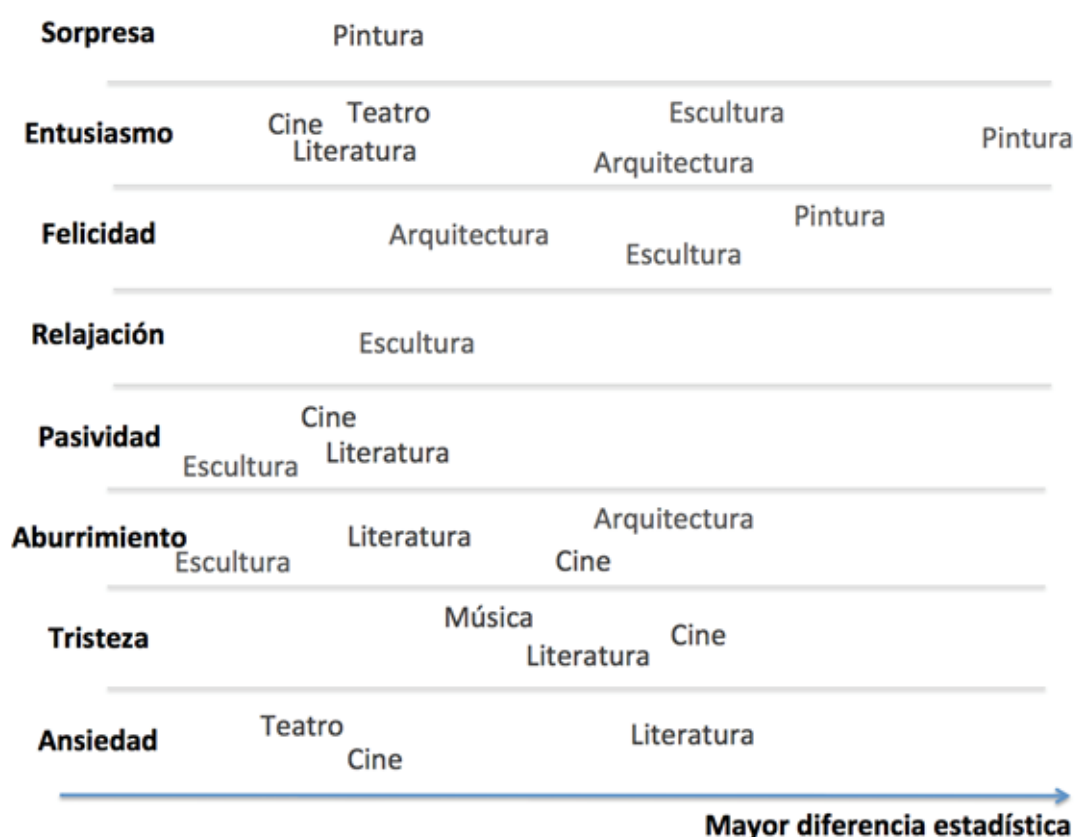 Sorpresa Pintura
Entusiasmo Cine Teatro Escultura Pintura
Literatura Arquitectura
Felicidad Arquitectura Pintura
Escultura
Relajación Escultura
Pasividad Cine
Escultura Literatura
Aburrimiento Literatura Arquitectura
Escultura Cine
Tristeza Música Cine
Literatura
Ansiedad Teatro Literatura
Cine
Mayor diferencia estadística